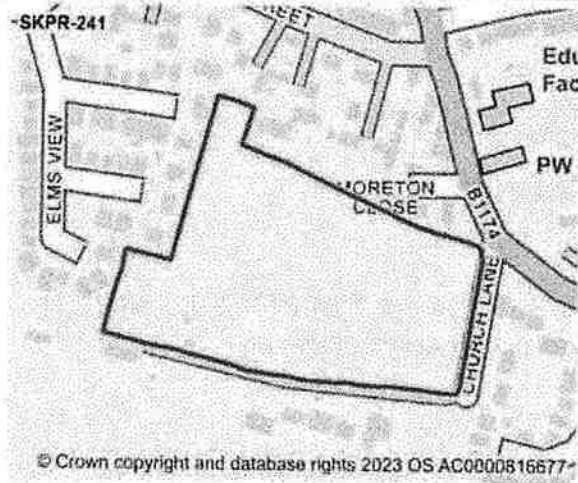 -SKPR-241
REET
Edu
Fac
ELMS VIEW
MORETON
CLOSE
PW
B1174
CHURCH LANE
© Crown copyright and database rights 2023 OS AC0000816677